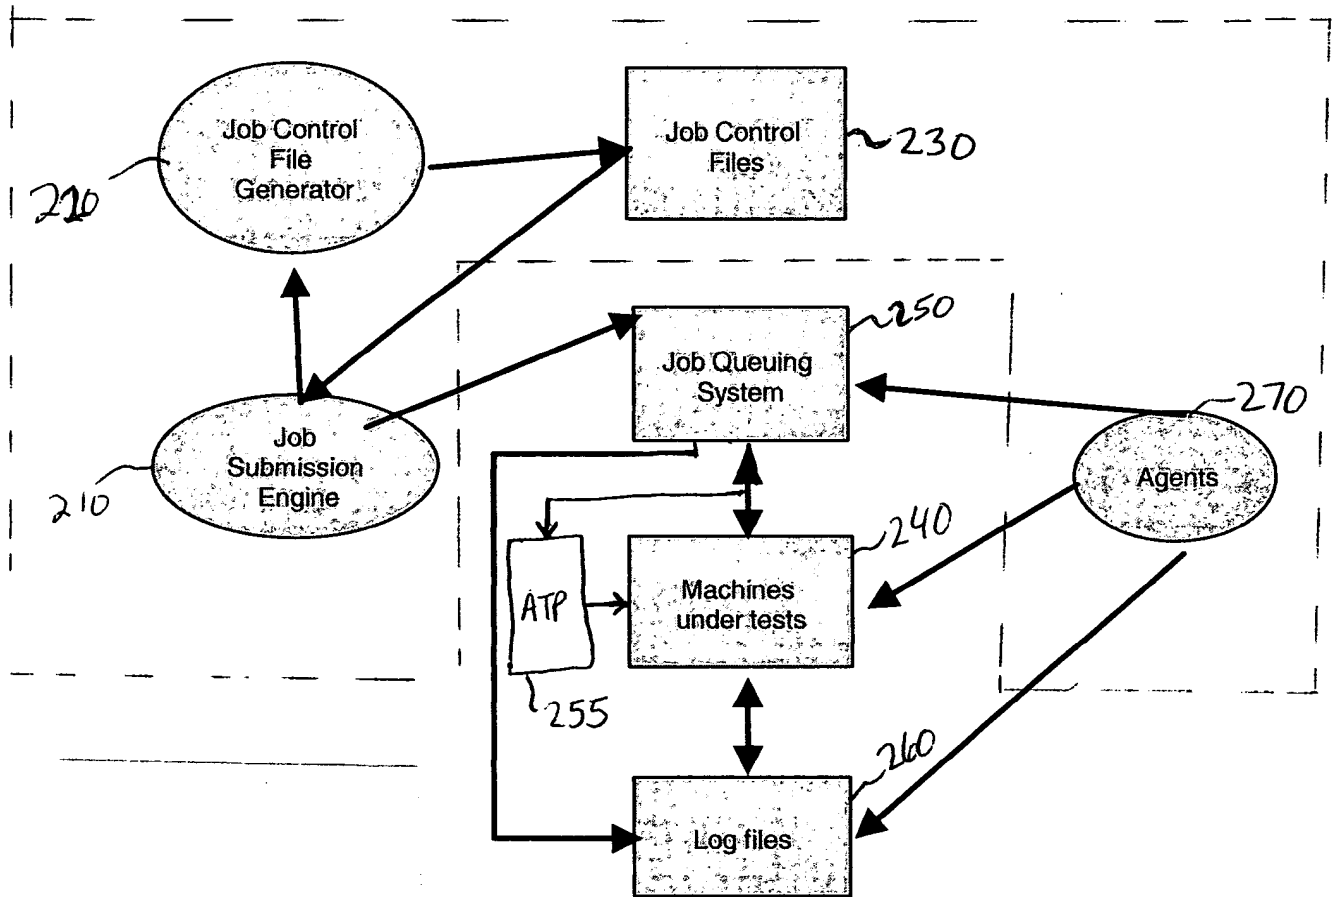 Job Control
File
Generator
220
Job Control
Files
230
Job Queuing
System
250
Job
Submission
Engine
210
Agents
270
ATP
255
Machines
under tests
240
Log files
260